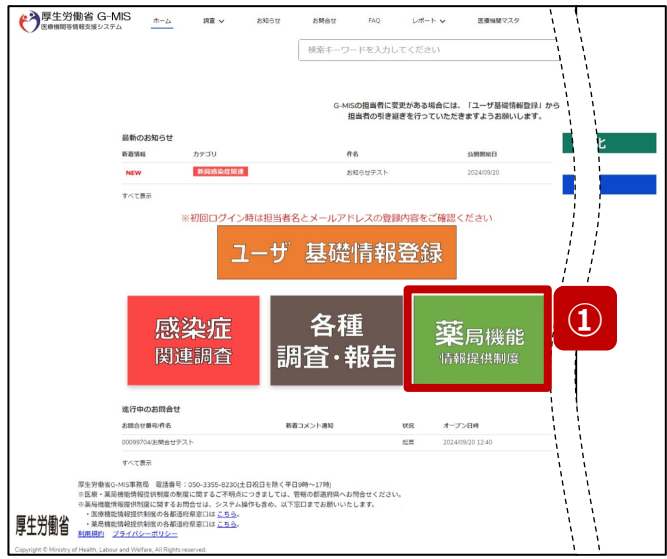 厚生労働省 G-MIS
医療機関等情報支援システム
ホーム 調査 お知らせ お問合せ FAQ レポート 医療機関マスタ
検索キーワードを入力してください
G-MISの担当者に変更がある場合には、「ユーザ基礎情報登録」から
担当者の引き継ぎを行っていただきますようお願いします。
化
最新のお知らせ
新着情報 カテゴリ 件名 公開開始日
NEW 新興感染症関連 お知らせテスト 2024/09/20
すべて表示
※初回ログイン時は担当者名とメールアドレスの登録内容をご確認ください
ユーザ 基礎情報登録
感染症
関連調査
各種
調査・報告
薬局機能
情報提供制度
①
進行中のお問合せ
お問合せ番号/件名 新着コメント通知 状況 オープン日時
00099704/お問合せテスト 起票 2024/09/20 12:40
すべて表示
厚生労働省G-MIS事務局 電話番号:050-3355-8230(土日祝日を除く平日9時~17時)
※医療・薬局機能情報提供制度の制度に関するご不明点につきましては、管轄の都道府県へお問合せください。
※薬局機能情報提供制度に関するお問合せは、システム操作も含め、以下窓口までお願いいたします。
・医療機能情報提供制度の各都道府県窓口は こちら。
・薬局機能情報提供制度の各都道府県窓口は こちら。
利用規約 プライバシーポリシー
厚生労働省
Copyright © Ministry of Health, Labour and Welfare, All Rights reserved.